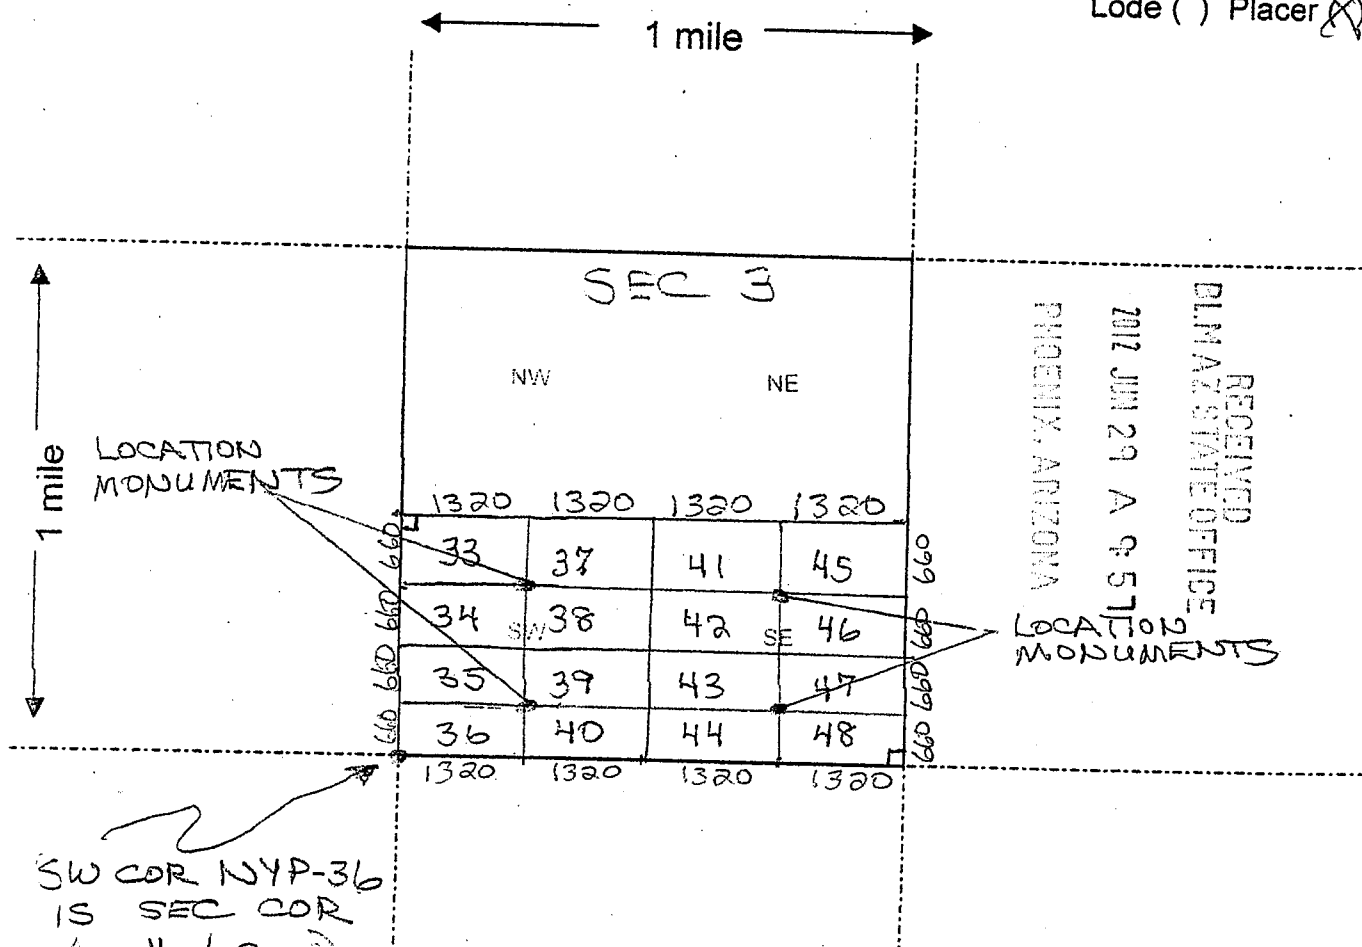 Lode ( ) Placer (X)
1 mile
SEC 3
NW NE
1 mile
LOCATION
MONUMENTS
1320 1320 1320 1320
660 33 37 41 45 660
660 34 SW 38 42 SE 46 660
660 35 39 43 47 660
660 36 40 44 48 660
1320 1320 1320 1320
LOCATION
MONUMENTS
RECEIVED
BLM AZ STATE OFFICE
2012 JUN 29 A 9:57
PHOENIX, ARIZONA
SW COR NYP-36
IS SEC COR